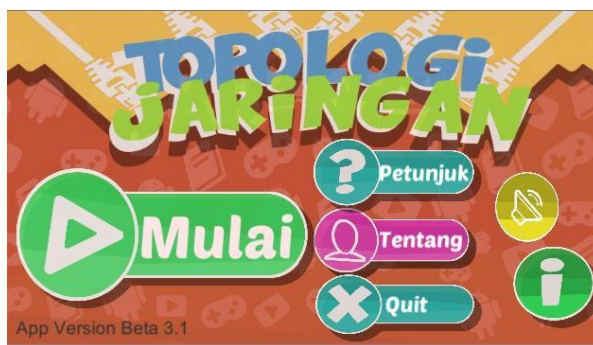 TOPOLOGI
JARINGAN
Petunjuk
Mulai
Tentang
Quit
App Version Beta 3.1